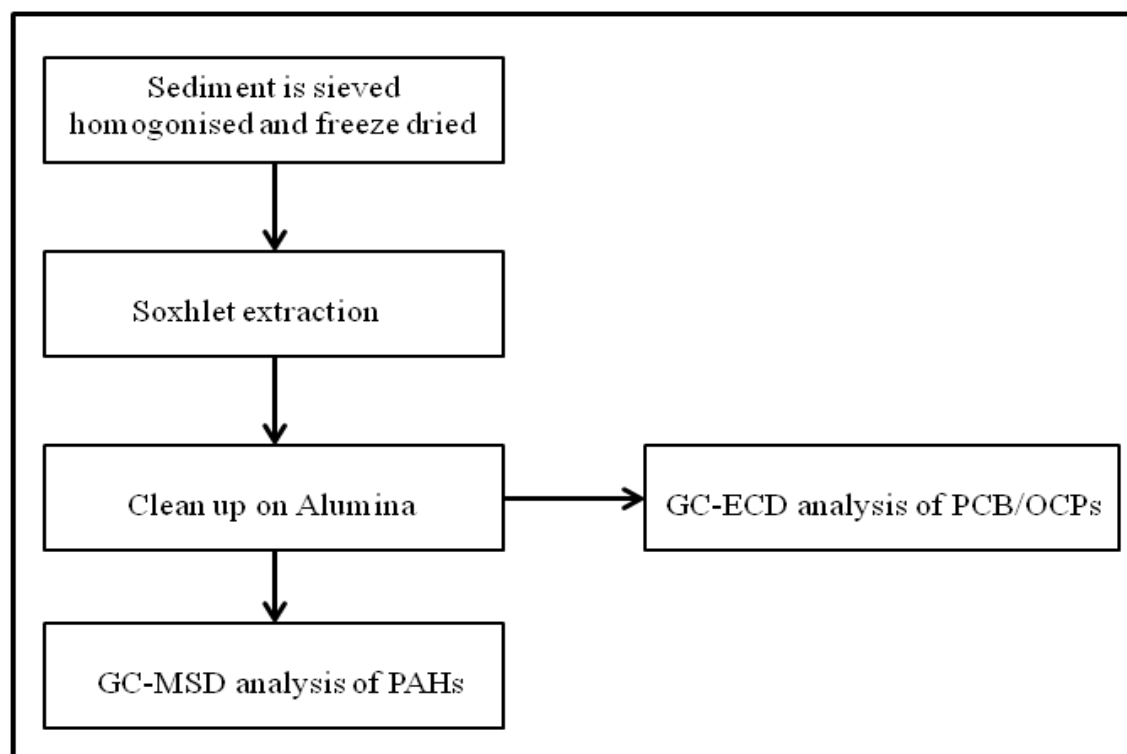 Sediment is sieved
homogonised and freeze dried
Soxhlet extraction
Clean up on Alumina
GC-ECD analysis of PCB/OCPs
GC-MSD analysis of PAHs